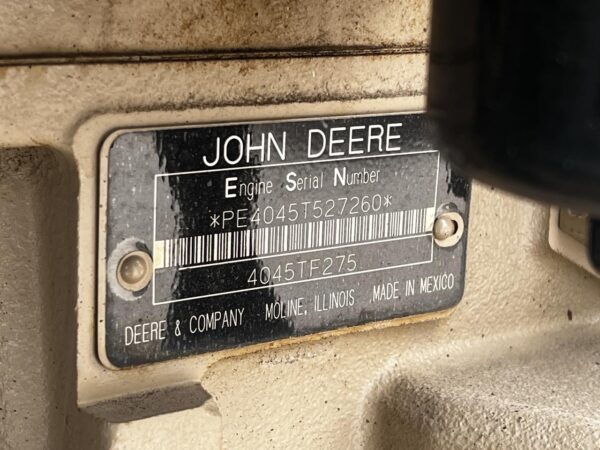 JOHN DEERE
Engine Serial Number
*PE4045T527260*
4045TF275
DEERE & COMPANY MOLINE, ILLINOIS MADE IN MEXICO